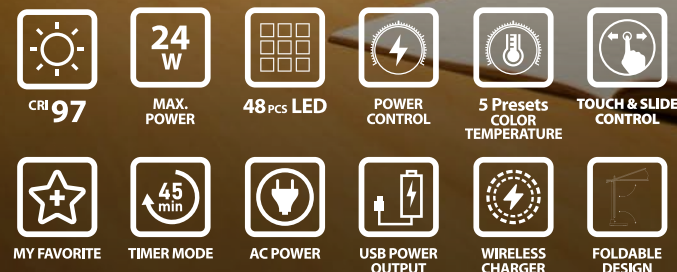 CRI 97
24
W
MAX.
POWER
48 PCS LED
POWER
CONTROL
5 Presets
COLOR
TEMPERATURE
TOUCH & SLIDE
CONTROL
MY FAVORITE
45
min
TIMER MODE
AC POWER
USB POWER
OUTPUT
WIRELESS
CHARGER
FOLDABLE
DESIGN